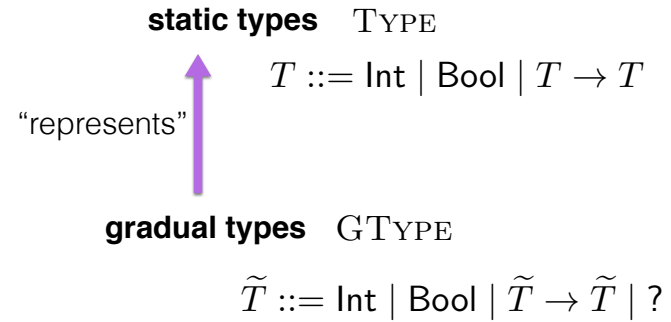 static types TYPE
T ::= Int | Bool | T → T
“represents”
gradual types GTYPE
T̃ ::= Int | Bool | T̃ → T̃ | ?